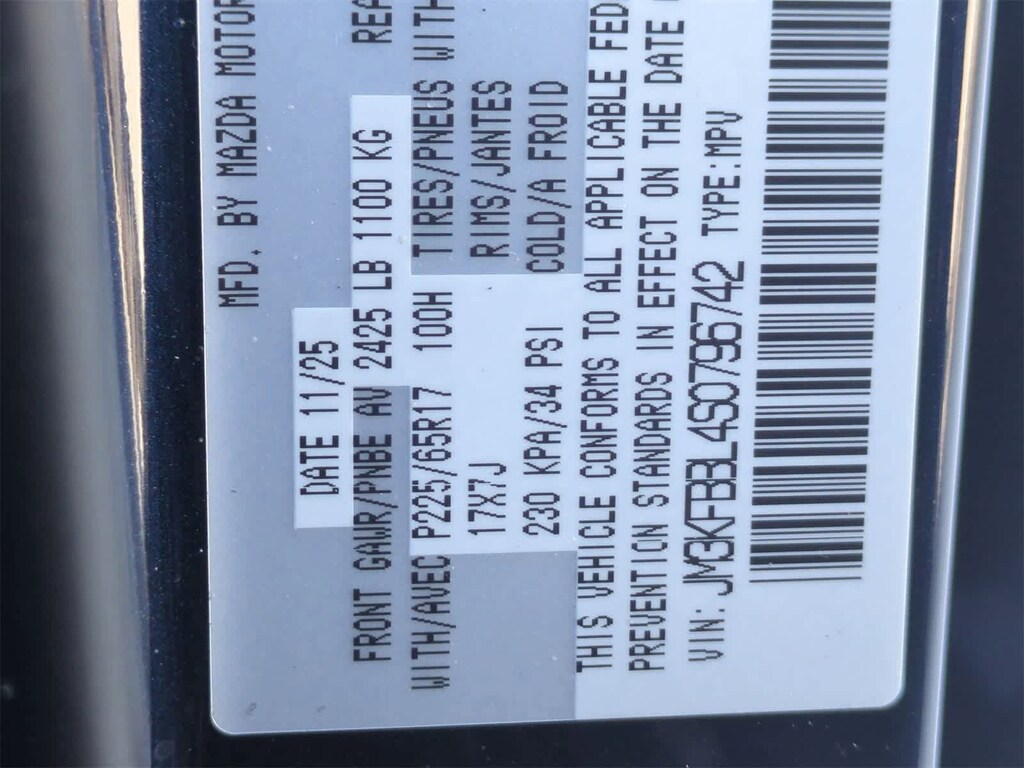 MFD. BY MAZDA MOTOR
DATE 11/25
FRONT GAWR/PNBE AV 2425 LB 1100 KG REA
WITH/AVEC P225/65R17 100H TIRES/PNEUS WITH
17X7J RIMS/JANTES
230 KPA/34 PSI COLD/A FROID
THIS VEHICLE CONFORMS TO ALL APPLICABLE FED
PREVENTION STANDARDS IN EFFECT ON THE DATE
VIN: JM3KFBBL4S0796742 TYPE:MPV